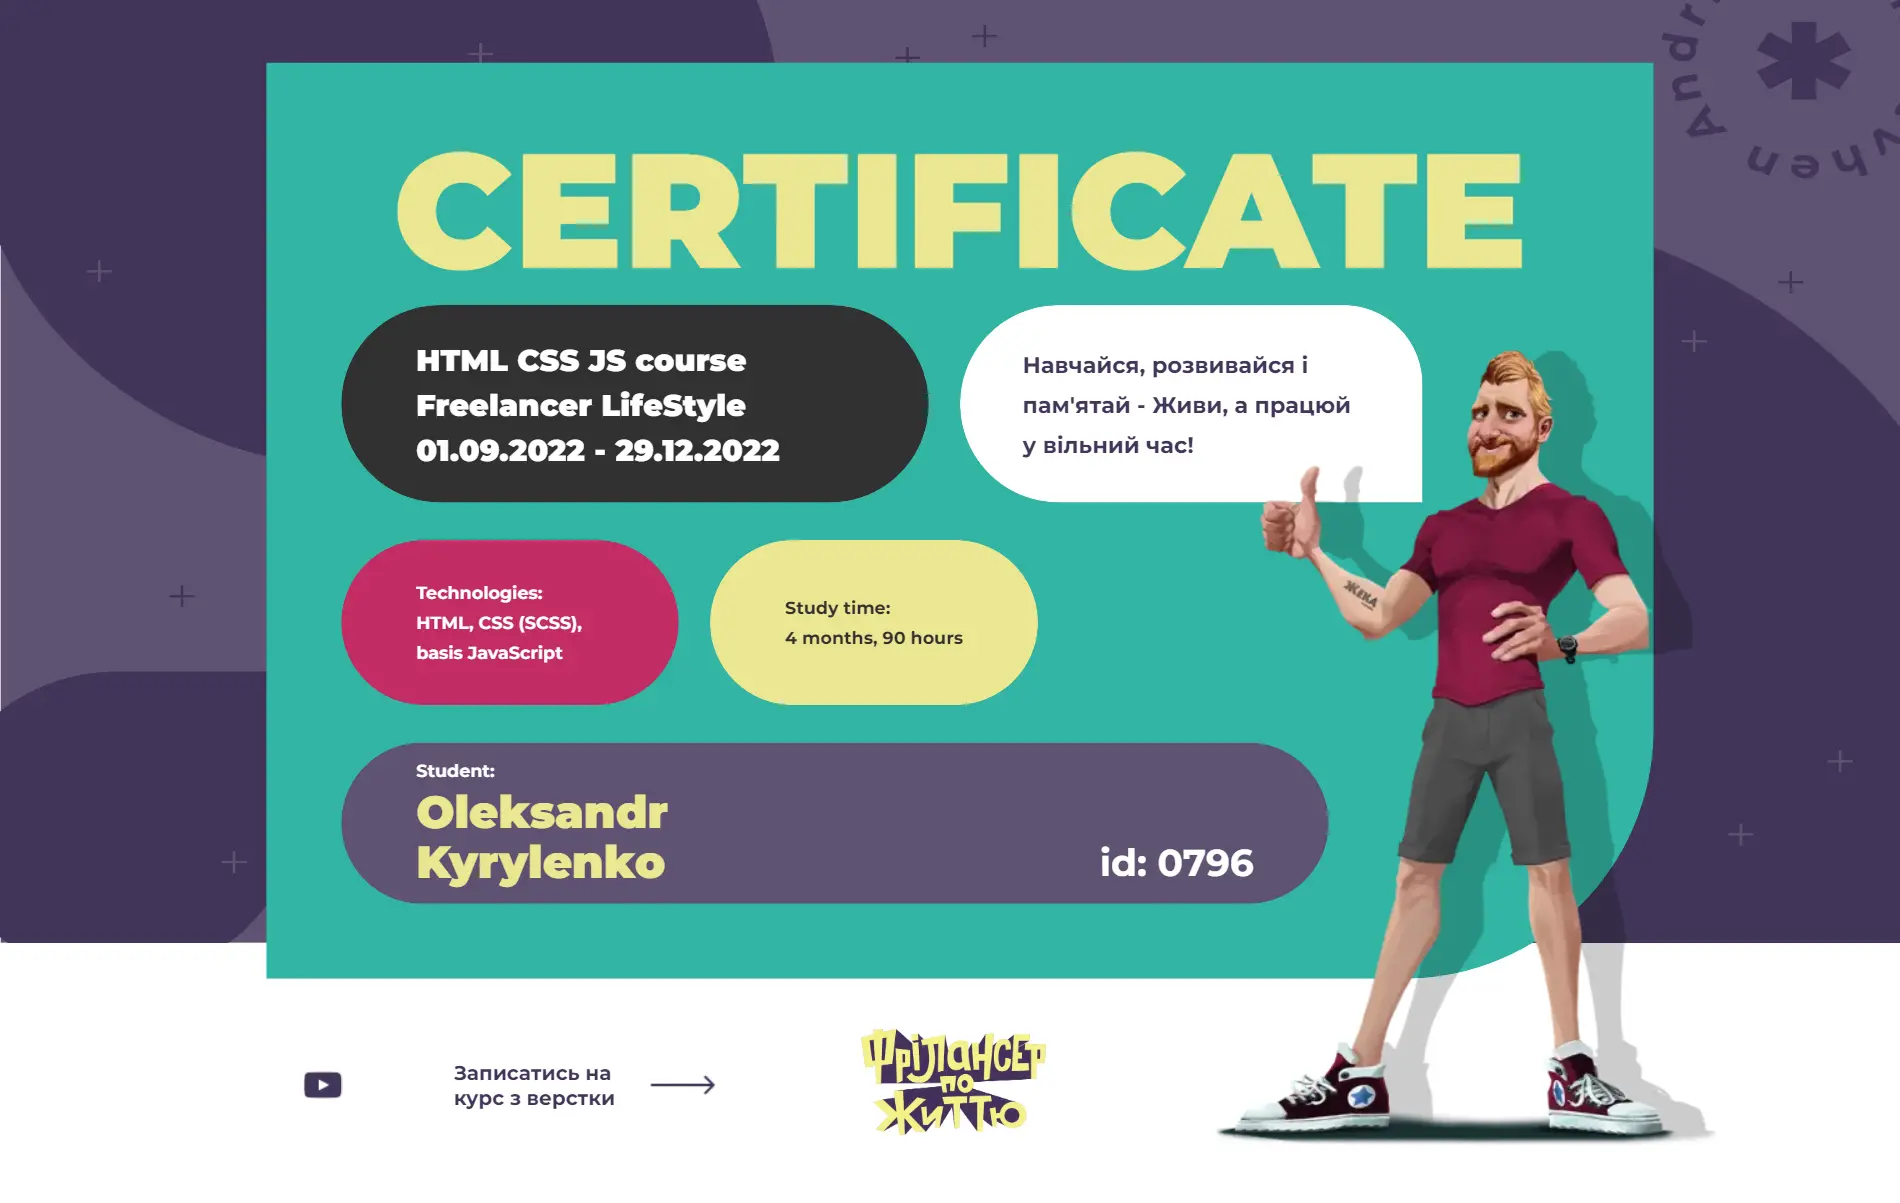 CERTIFICATE
HTML CSS JS course
Freelancer LifeStyle
01.09.2022 - 29.12.2022
Навчайся, розвивайся і
пам'ятай - Живи, а працюй
у вільний час!
ЖЕКА
Technologies:
HTML, CSS (SCSS),
basis JavaScript
Study time:
4 months, 90 hours
Student:
Oleksandr
Kyrylenko
id: 0796
Записатись на
курс з верстки
Фрілансер
по
життю